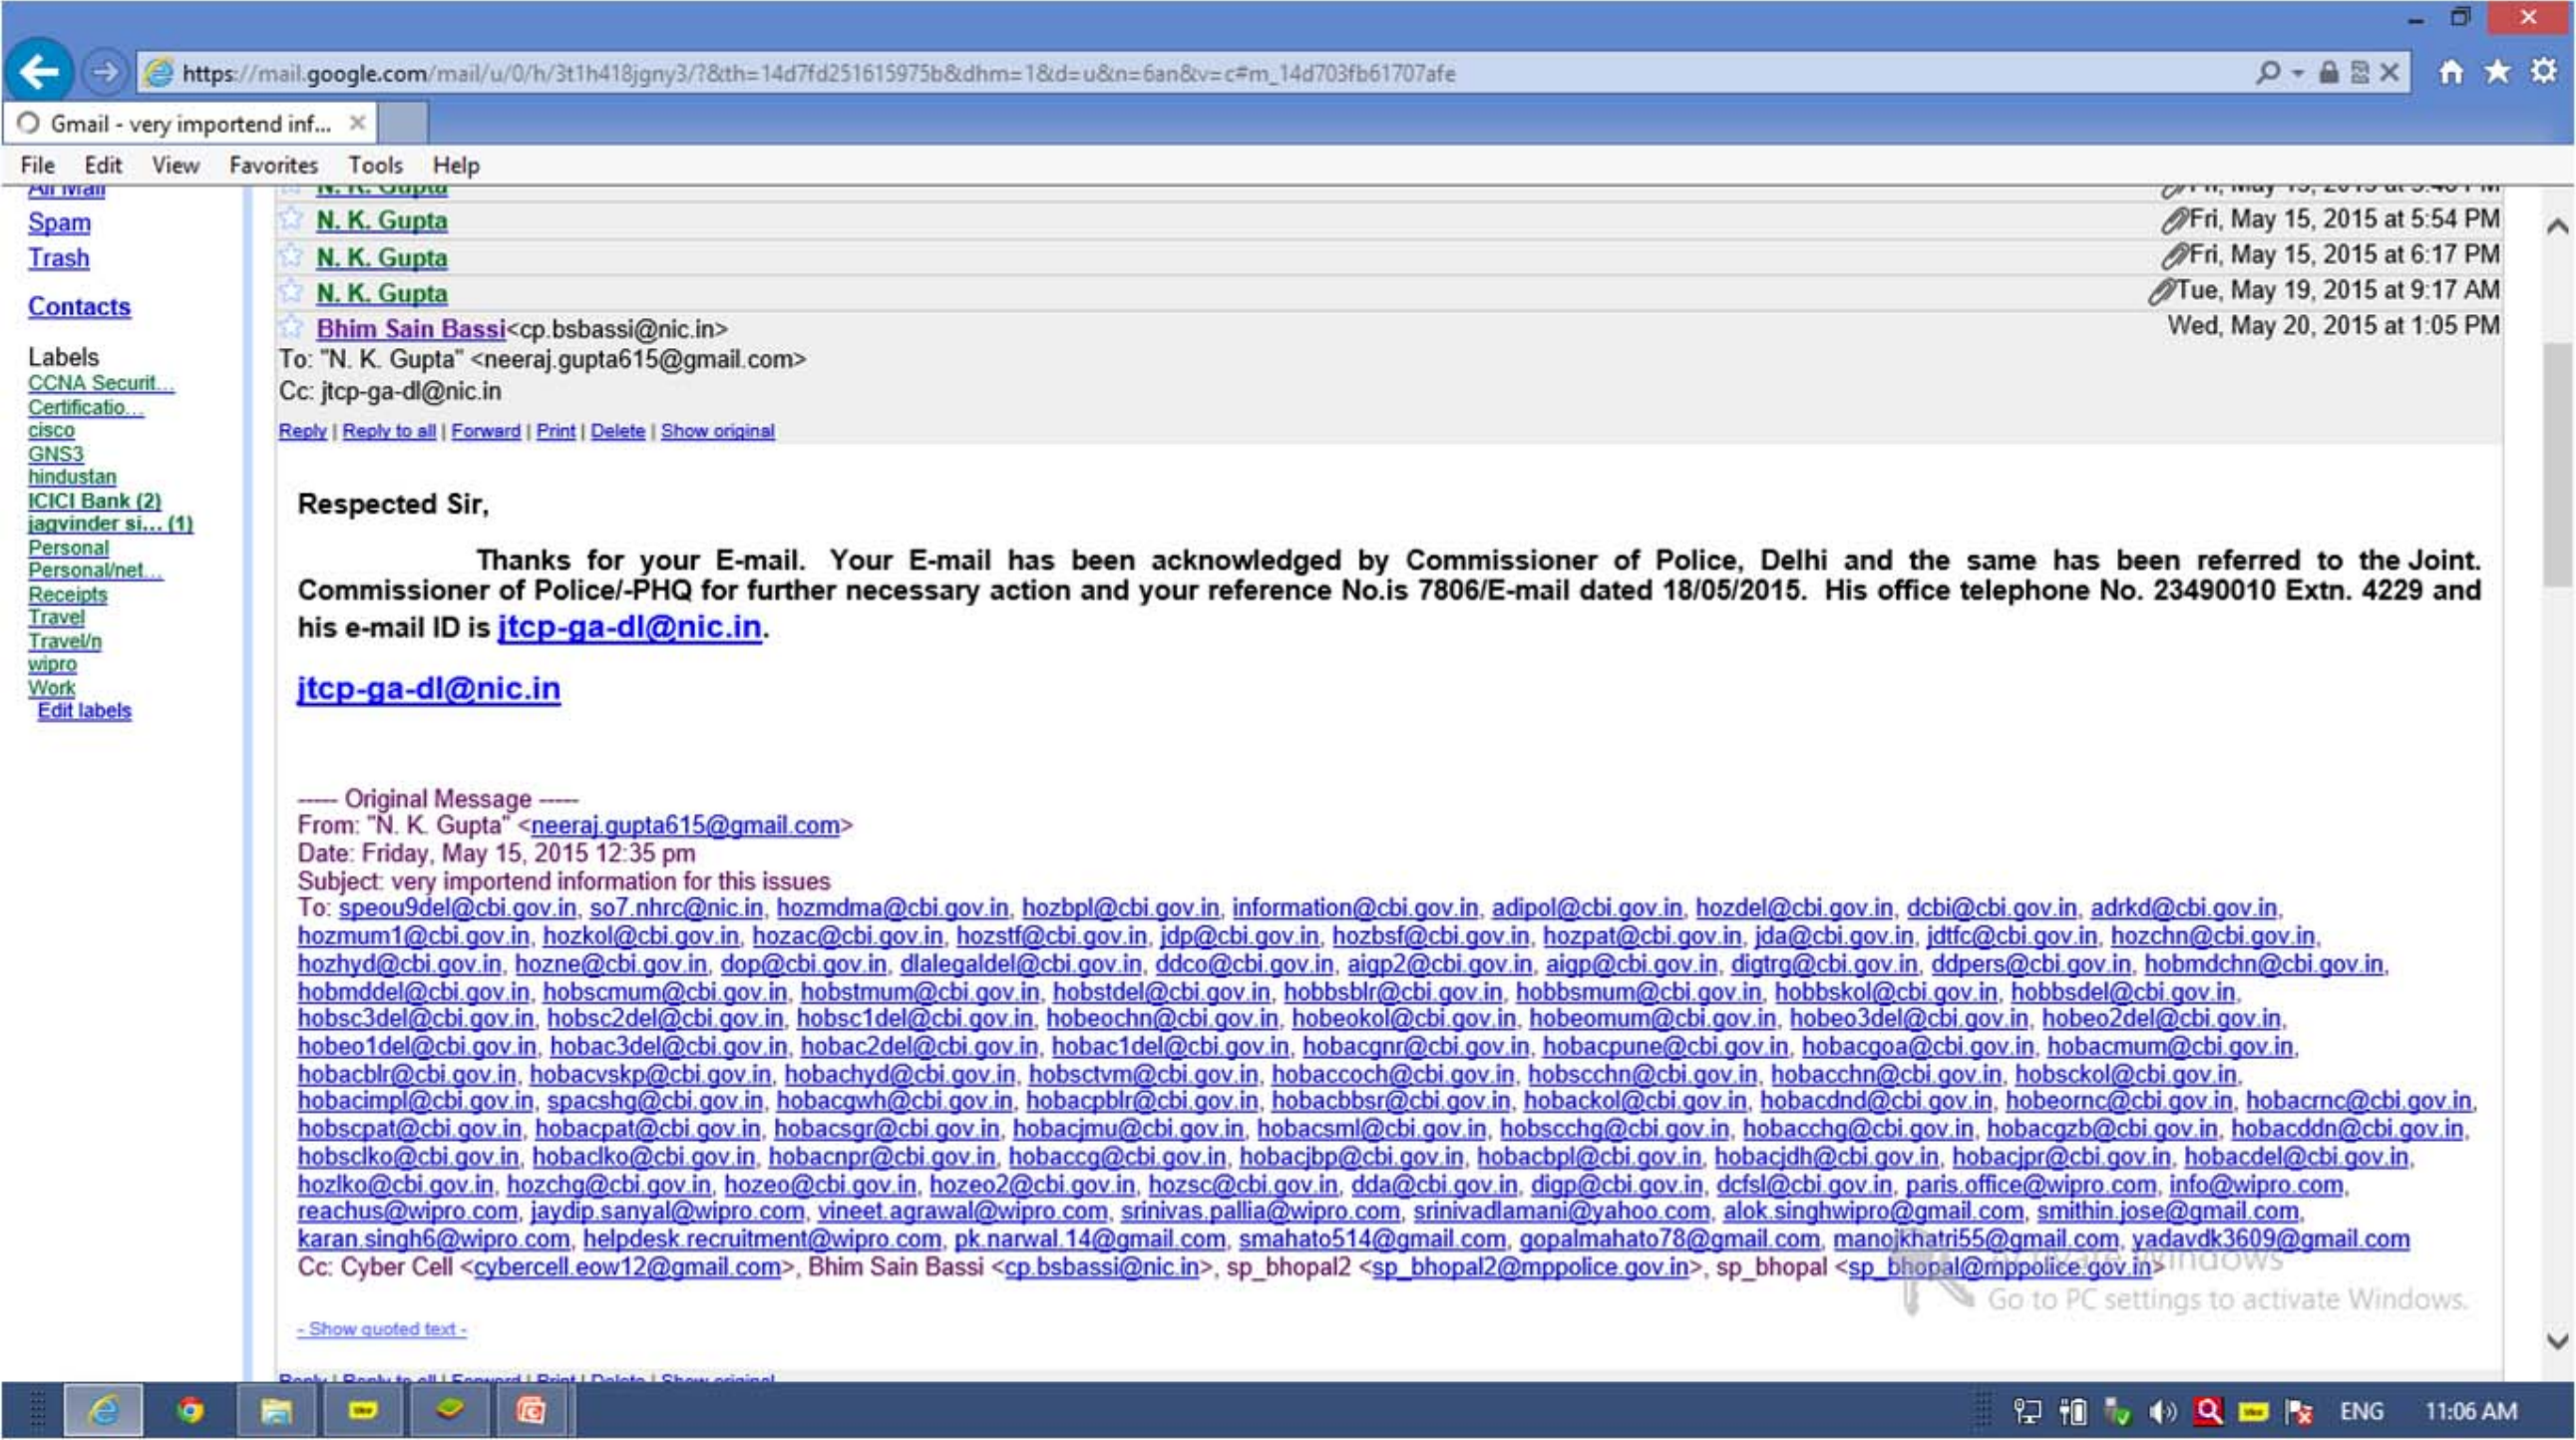 https://mail.google.com/mail/u/0/h/3t1h418jgny3/?&th=14d7fd251615975b&dhm=1&d=u&n=6an&v=c#m_14d703fb61707afe
Gmail - very importend inf...
File Edit View Favorites Tools Help
All Mail
Spam
Trash
Contacts
Labels
CCNA Securit...
Certificatio...
cisco
GNS3
hindustan
ICICI Bank (2)
jagvinder si... (1)
Personal
Personal/net...
Receipts
Travel
Travel/n
wipro
Work
Edit labels
N. K. Gupta
N. K. Gupta Fri, May 15, 2015 at 5:54 PM
N. K. Gupta Fri, May 15, 2015 at 6:17 PM
N. K. Gupta Tue, May 19, 2015 at 9:17 AM
Bhim Sain Bassi<cp.bsbassi@nic.in> Wed, May 20, 2015 at 1:05 PM
To: "N. K. Gupta" <neeraj.gupta615@gmail.com>
Cc: jtcp-ga-dl@nic.in
Reply | Reply to all | Forward | Print | Delete | Show original
Respected Sir,
Thanks for your E-mail. Your E-mail has been acknowledged by Commissioner of Police, Delhi and the same has been referred to the Joint.
Commissioner of Police/-PHQ for further necessary action and your reference No.is 7806/E-mail dated 18/05/2015. His office telephone No. 23490010 Extn. 4229 and
his e-mail ID is jtcp-ga-dl@nic.in.
jtcp-ga-dl@nic.in
----- Original Message -----
From: "N. K. Gupta" <neeraj.gupta615@gmail.com>
Date: Friday, May 15, 2015 12:35 pm
Subject: very importend information for this issues
To: speou9del@cbi.gov.in, so7.nhrc@nic.in, hozmdma@cbi.gov.in, hozbpl@cbi.gov.in, information@cbi.gov.in, adipol@cbi.gov.in, hozdel@cbi.gov.in, dcbi@cbi.gov.in, adrkd@cbi.gov.in,
hozmum1@cbi.gov.in, hozkol@cbi.gov.in, hozac@cbi.gov.in, hozstf@cbi.gov.in, jdp@cbi.gov.in, hozbsf@cbi.gov.in, hozpat@cbi.gov.in, jda@cbi.gov.in, jdtfc@cbi.gov.in, hozchn@cbi.gov.in,
hozhyd@cbi.gov.in, hozne@cbi.gov.in, dop@cbi.gov.in, dlalegaldel@cbi.gov.in, ddco@cbi.gov.in, aigp2@cbi.gov.in, aigp@cbi.gov.in, digtrg@cbi.gov.in, ddpers@cbi.gov.in, hobmdchn@cbi.gov.in,
hobmddel@cbi.gov.in, hobscmum@cbi.gov.in, hobstmum@cbi.gov.in, hobstdel@cbi.gov.in, hobbsblr@cbi.gov.in, hobbsmum@cbi.gov.in, hobbskol@cbi.gov.in, hobbsdel@cbi.gov.in,
hobsc3del@cbi.gov.in, hobsc2del@cbi.gov.in, hobsc1del@cbi.gov.in, hobeochn@cbi.gov.in, hobeokol@cbi.gov.in, hobeomum@cbi.gov.in, hobeo3del@cbi.gov.in, hobeo2del@cbi.gov.in,
hobeo1del@cbi.gov.in, hobac3del@cbi.gov.in, hobac2del@cbi.gov.in, hobac1del@cbi.gov.in, hobacgnr@cbi.gov.in, hobacpune@cbi.gov.in, hobacgoa@cbi.gov.in, hobacmum@cbi.gov.in,
hobacblr@cbi.gov.in, hobacvskp@cbi.gov.in, hobachyd@cbi.gov.in, hobsctvm@cbi.gov.in, hobaccoch@cbi.gov.in, hobscchn@cbi.gov.in, hobacchn@cbi.gov.in, hobsckol@cbi.gov.in,
hobacimpl@cbi.gov.in, spacshg@cbi.gov.in, hobacgwh@cbi.gov.in, hobacpblr@cbi.gov.in, hobacbbsr@cbi.gov.in, hobackol@cbi.gov.in, hobacdnd@cbi.gov.in, hobeornc@cbi.gov.in, hobacrnc@cbi.gov.in,
hobscpat@cbi.gov.in, hobacpat@cbi.gov.in, hobacsgr@cbi.gov.in, hobacjmu@cbi.gov.in, hobacsml@cbi.gov.in, hobscchg@cbi.gov.in, hobacchg@cbi.gov.in, hobacgzb@cbi.gov.in, hobacddn@cbi.gov.in,
hobsclko@cbi.gov.in, hobaclko@cbi.gov.in, hobacnpr@cbi.gov.in, hobaccg@cbi.gov.in, hobacjbp@cbi.gov.in, hobacbpl@cbi.gov.in, hobacjdh@cbi.gov.in, hobacjpr@cbi.gov.in, hobacdel@cbi.gov.in,
hozlko@cbi.gov.in, hozchg@cbi.gov.in, hozeo@cbi.gov.in, hozeo2@cbi.gov.in, hozsc@cbi.gov.in, dda@cbi.gov.in, digp@cbi.gov.in, dcfsl@cbi.gov.in, paris.office@wipro.com, info@wipro.com,
reachus@wipro.com, jaydip.sanyal@wipro.com, vineet.agrawal@wipro.com, srinivas.pallia@wipro.com, srinivadlamani@yahoo.com, alok.singhwipro@gmail.com, smithin.jose@gmail.com,
karan.singh6@wipro.com, helpdesk.recruitment@wipro.com, pk.narwal.14@gmail.com, smahato514@gmail.com, gopalmahato78@gmail.com, manojkhatri55@gmail.com, yadavdk3609@gmail.com
Cc: Cyber Cell <cybercell.eow12@gmail.com>, Bhim Sain Bassi <cp.bsbassi@nic.in>, sp_bhopal2 <sp_bhopal2@mppolice.gov.in>, sp_bhopal <sp_bhopal@mppolice.gov.in>
Activate Windows
Go to PC settings to activate Windows.
- Show quoted text -
Reply | Reply to all | Forward | Print | Delete | Show original
ENG 11:06 AM